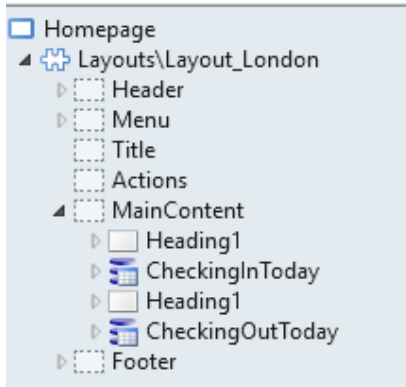 Homepage
Layouts\Layout_London
Header
Menu
Title
Actions
MainContent
Heading1
CheckingInToday
Heading1
CheckingOutToday
Footer